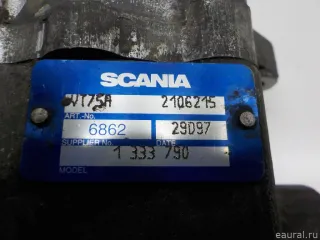 SCANIA
VT75A 2106215
ART.-No.
6862 29D97
SUPPLIER No. DATE
1 333 790
MODEL
eaural.ru